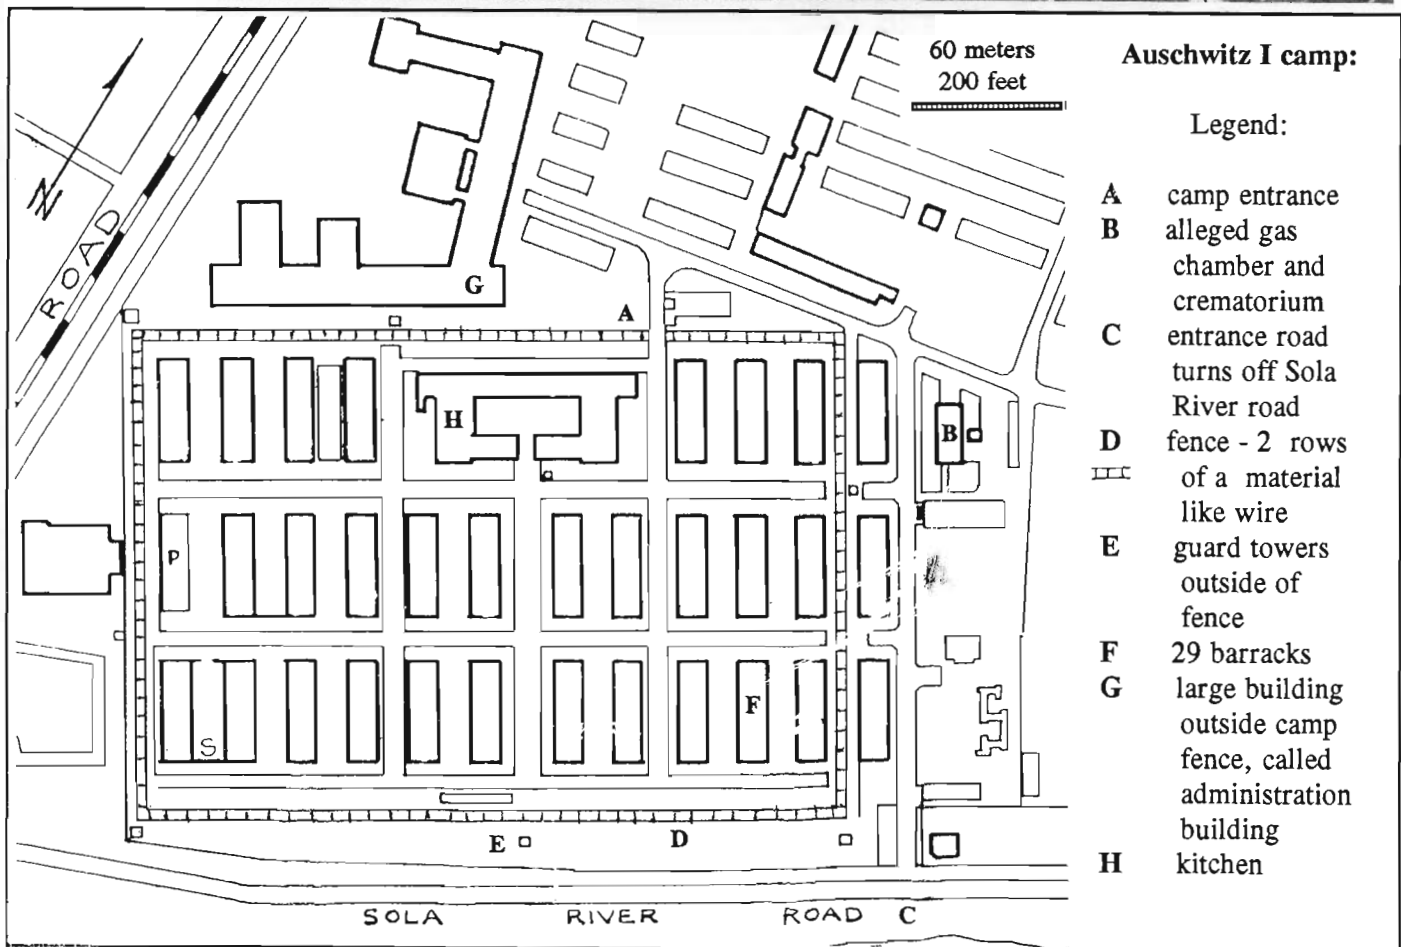 60 meters
200 feet
N
ROAD
G
A
H
B
P
F
S
E
D
SOLA RIVER ROAD C
Auschwitz I camp:
Legend:
A camp entrance
B alleged gas
chamber and
crematorium
C entrance road
turns off Sola
River road
D fence - 2 rows
of a material
like wire
E guard towers
outside of
fence
F 29 barracks
G large building
outside camp
fence, called
administration
building
H kitchen